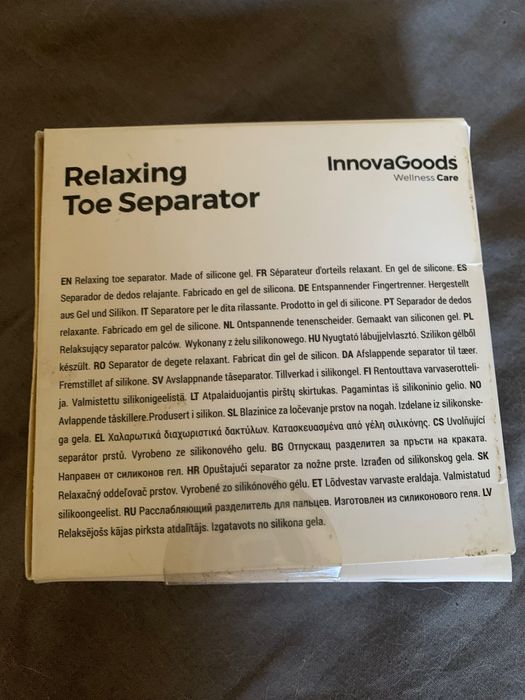 Relaxing
Toe Separator
InnovaGoods
Wellness Care
EN Relaxing toe separator. Made of silicone gel. FR Séparateur d'orteils relaxant. En gel de silicone. ES
Separador de dedos relajante. Fabricado en gel de silicona. DE Entspannender Fingertrenner. Hergestellt
aus Gel und Silikon. IT Separatore per le dita rilassante. Prodotto in gel di silicone. PT Separador de dedos
relaxante. Fabricado em gel de silicone. NL Ontspannende tenenscheider. Gemaakt van siliconen gel. PL
Relaksujący separator palców. Wykonany z żelu silikonowego. HU Nyugtató lábujjelvlasztó. Szilikon gélből
készült. RO Separator de degete relaxant. Fabricat din gel de silicon. DA Afslappende separator til tæer.
Fremstillet af silikone. SV Avslappnande tåseparator. Tillverkad i silikongel. FI Rentouttava varvaserotteli-
ja. Valmistettu silikonigeelistä. LT Atpalaiduojantis pirštų skirtukas. Pagamintas iš silikoninio gelio. NO
Avlappende tåskillere.Produsert i silikon. SL Blazinice za ločevanje prstov na nogah. Izdelane iz silikonske-
ga gela. EL Χαλαρωτικά διαχωριστικά δακτύλων. Κατασκευασμένα από γέλη σιλικόνης. CS Uvolňující
separátor prstů. Vyrobeno ze silikonového gelu. BG Отпускащ разделител за пръсти на краката.
Направен от силиконов гел. HR Opuštajući separator za nožne prste. Izrađen od silikonskog gela. SK
Relaxačný oddeľovač prstov. Vyrobené zo silikónového gélu. ET Lõdvestav varvaste eraldaja. Valmistatud
silikoongeelist. RU Расслабляющий разделитель для пальцев. Изготовлен из силиконового геля. LV
Relaksējošs kājas pirksta atdalītājs. Izgatavots no silikona gela.